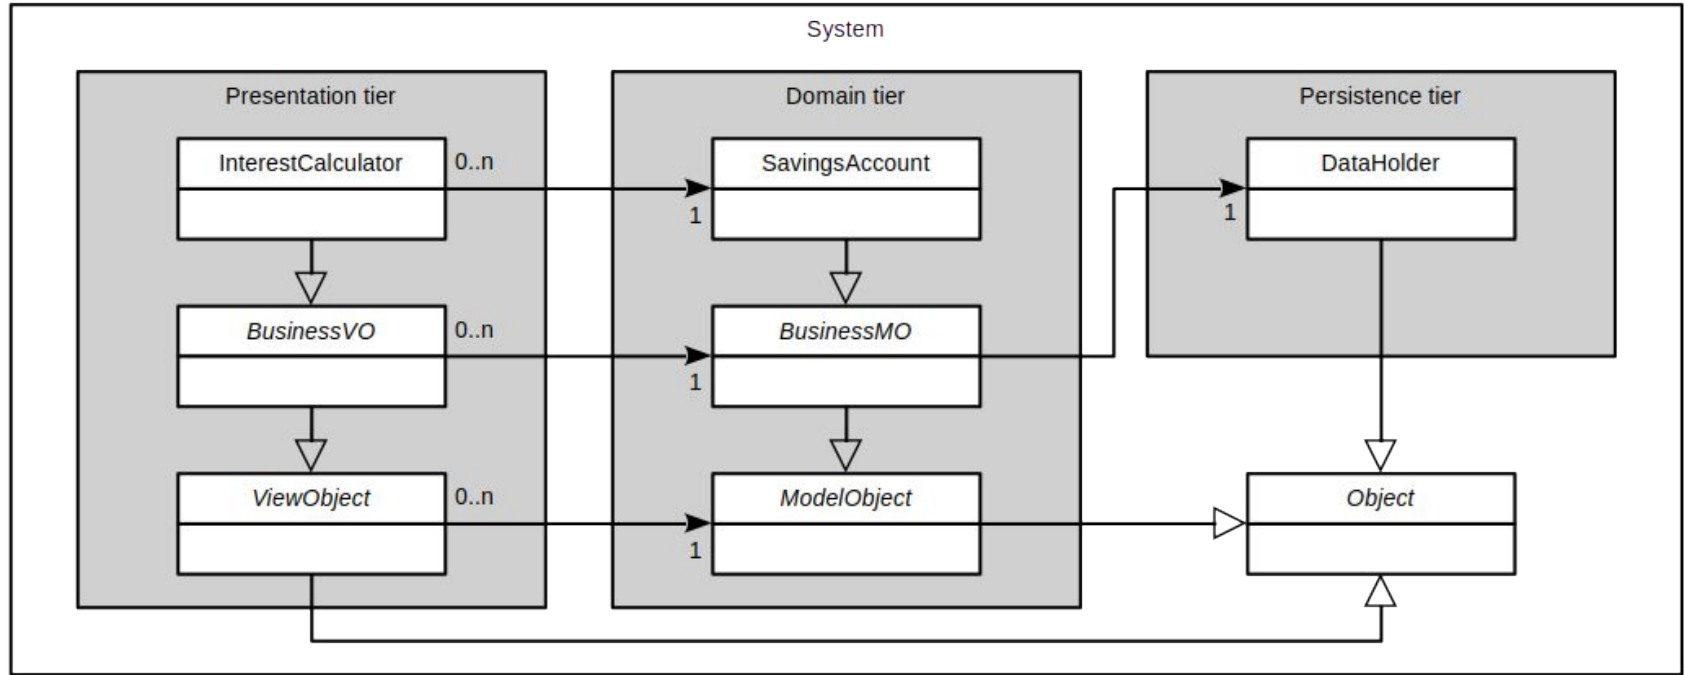 System
Presentation tier
Domain tier
Persistence tier
InterestCalculator
0..n
SavingsAccount
DataHolder
1
1
BusinessVO
0..n
BusinessMO
1
ViewObject
0..n
ModelObject
Object
1